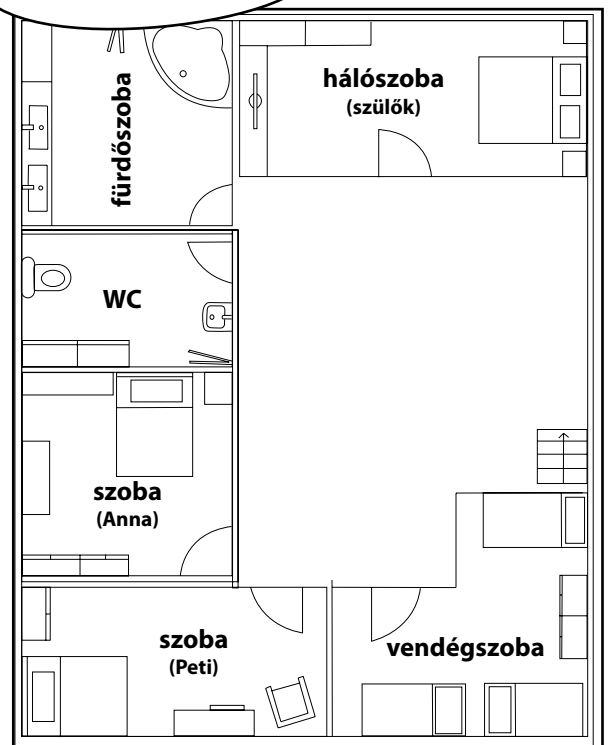 fürdőszoba
hálószoba
(szülők)
WC
szoba
(Anna)
szoba
(Peti)
vendégszoba